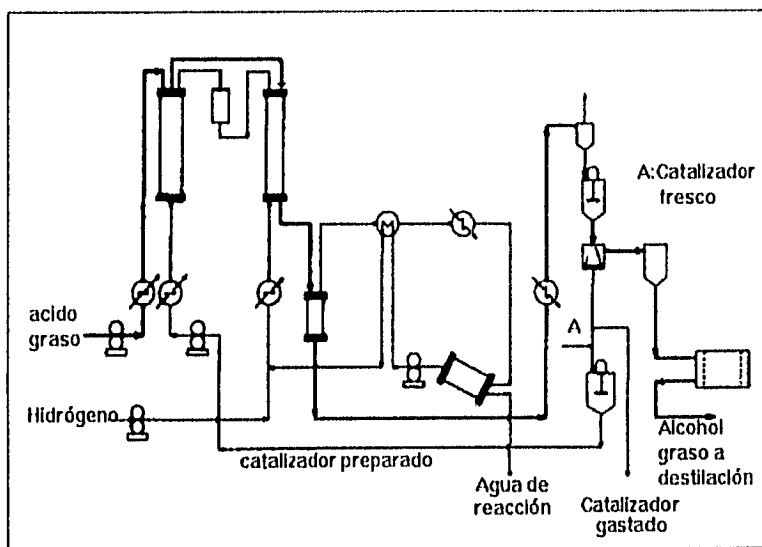 A:Catalizador
fresco
acido
graso
A
Hidrógeno
catalizador preparado
Agua de
reacción
Catalizador
gastado
Alcohol
graso a
destilación